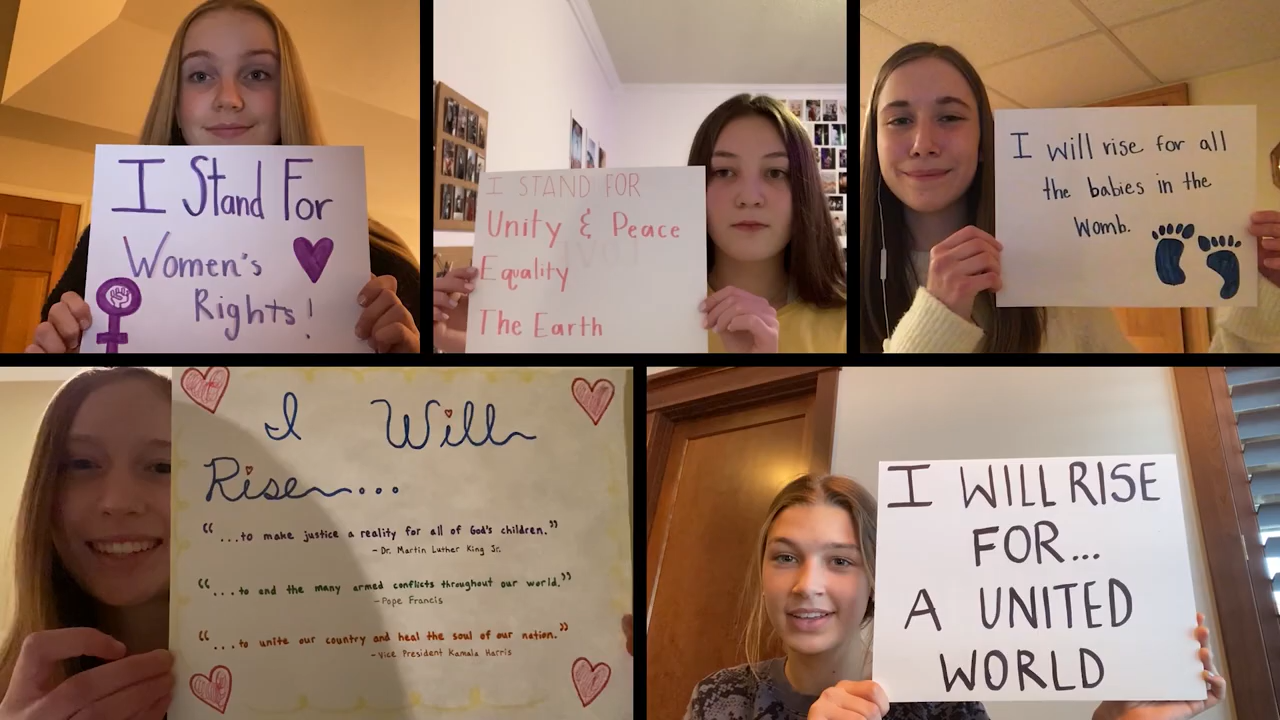 I Stand For
Women's
Rights!
I STAND FOR
Unity & Peace
Equality
The Earth
I will rise for all
the babies in the
Womb.
I Will
Rise...
"...to make justice a reality for all of God's children."
- Dr. Martin Luther King Jr.
"...to end the many armed conflicts throughout our world."
- Pope Francis
"...to unite our country and heal the soul of our nation."
- Vice President Kamala Harris
I WILL RISE
FOR...
A UNITED
WORLD